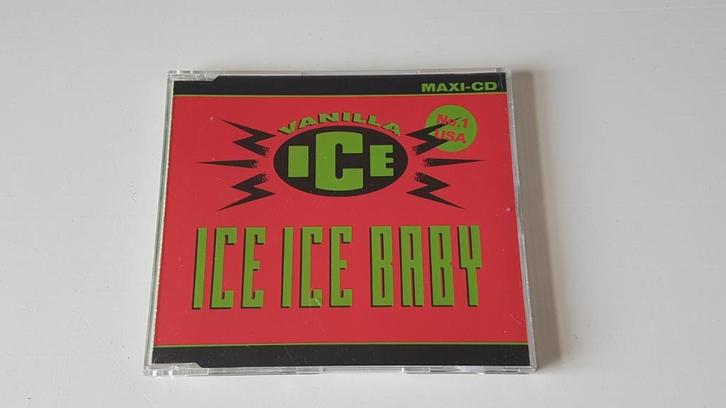 MAXI-CD
VANILLA
ICE
No.1
USA
ICE ICE BABY